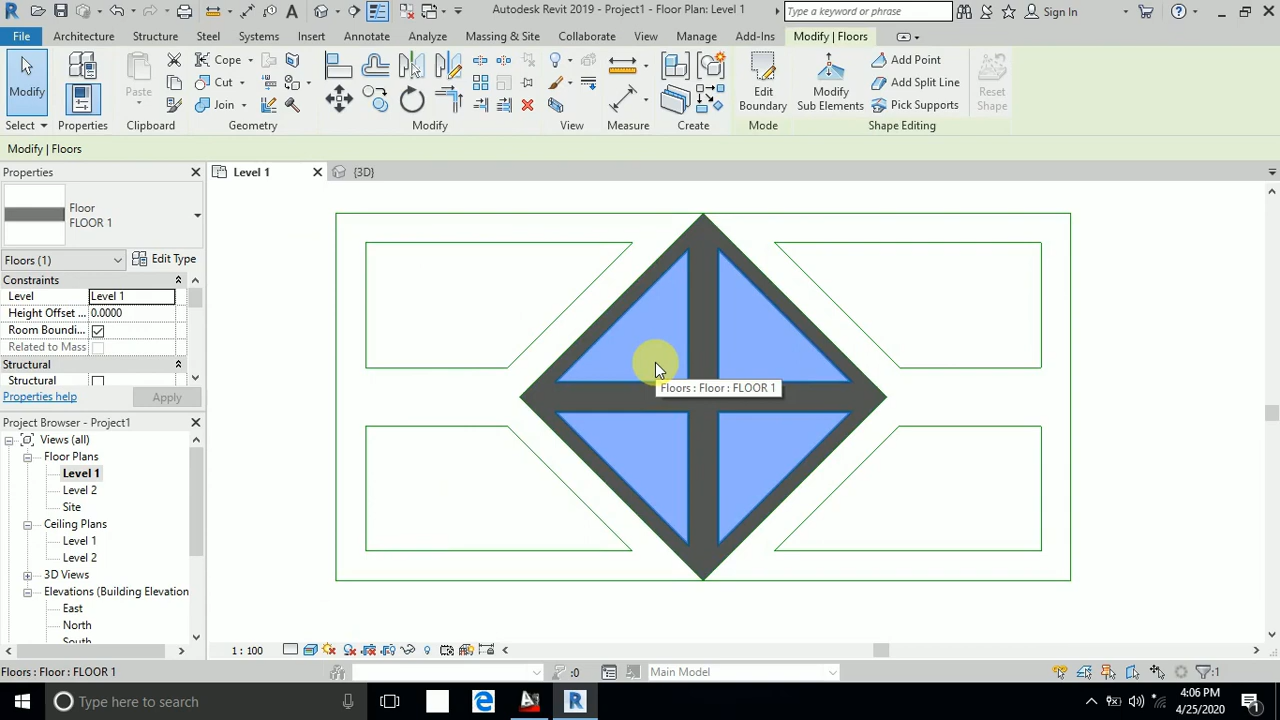 Autodesk Revit 2019 - Project1 - Floor Plan: Level 1
Type a keyword or phrase
Sign In
File
Architecture
Structure
Steel
Systems
Insert
Annotate
Analyze
Massing & Site
Collaborate
View
Manage
Add-Ins
Modify | Floors
Modify
Paste
Cope
Cut
Join
Edit
Boundary
Modify
Sub Elements
Add Point
Add Split Line
Pick Supports
Reset
Shape
Select
Properties
Clipboard
Geometry
Modify
View
Measure
Create
Mode
Shape Editing
Modify | Floors
Properties
Level 1
{3D}
Floor
FLOOR 1
Floors (1)
Edit Type
Constraints
Level
Level 1
Height Offset ...
0.0000
Room Boundi...
Related to Mass
Structural
Structural
Properties help
Apply
Project Browser - Project1
Views (all)
Floor Plans
Level 1
Level 2
Site
Ceiling Plans
Level 1
Level 2
3D Views
Elevations (Building Elevation
East
North
South
Floors : Floor : FLOOR 1
1 : 100
Floors : Floor : FLOOR 1
:0
Main Model
:1
Type here to search
4:06 PM
4/25/2020
1